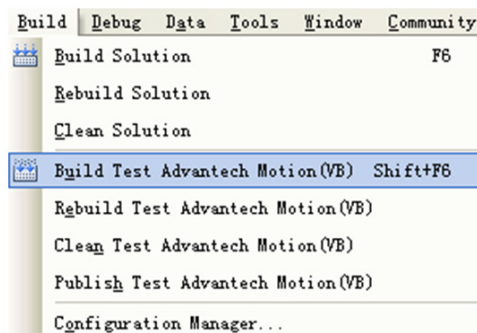 Build Debug Data Tools Window Community
Build Solution F6
Rebuild Solution
Clean Solution
Build Test Advantech Motion(VB) Shift+F6
Rebuild Test Advantech Motion(VB)
Clean Test Advantech Motion(VB)
Publish Test Advantech Motion(VB)
Configuration Manager...